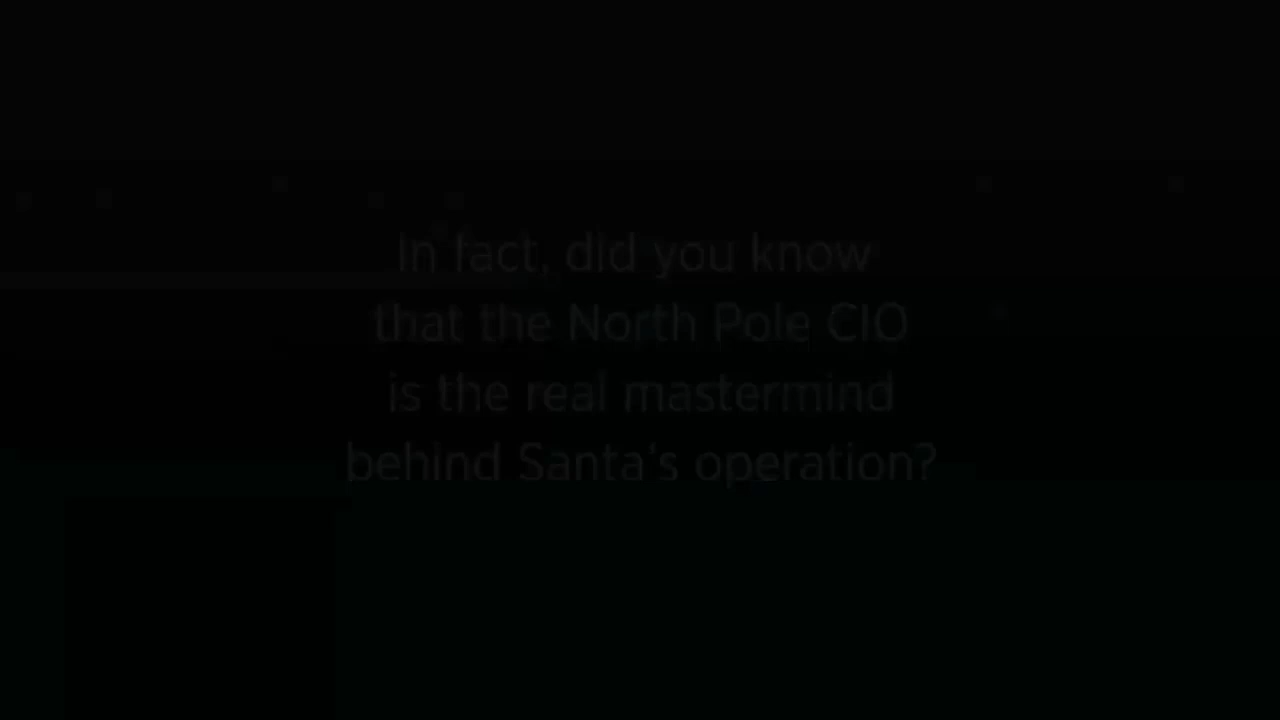 In fact, did you know
that the North Pole CIO
is the real mastermind
behind Santa's operation?